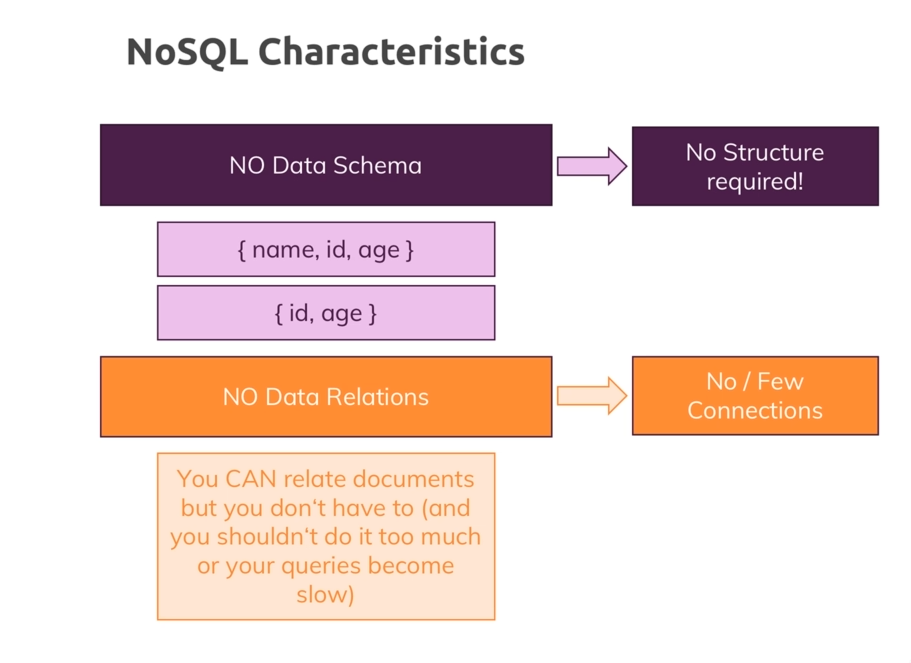 NoSQL Characteristics
NO Data Schema
No Structure
required!
{ name, id, age }
{ id, age }
NO Data Relations
No / Few
Connections
You CAN relate documents
but you don‘t have to (and
you shouldn‘t do it too much
or your queries become
slow)